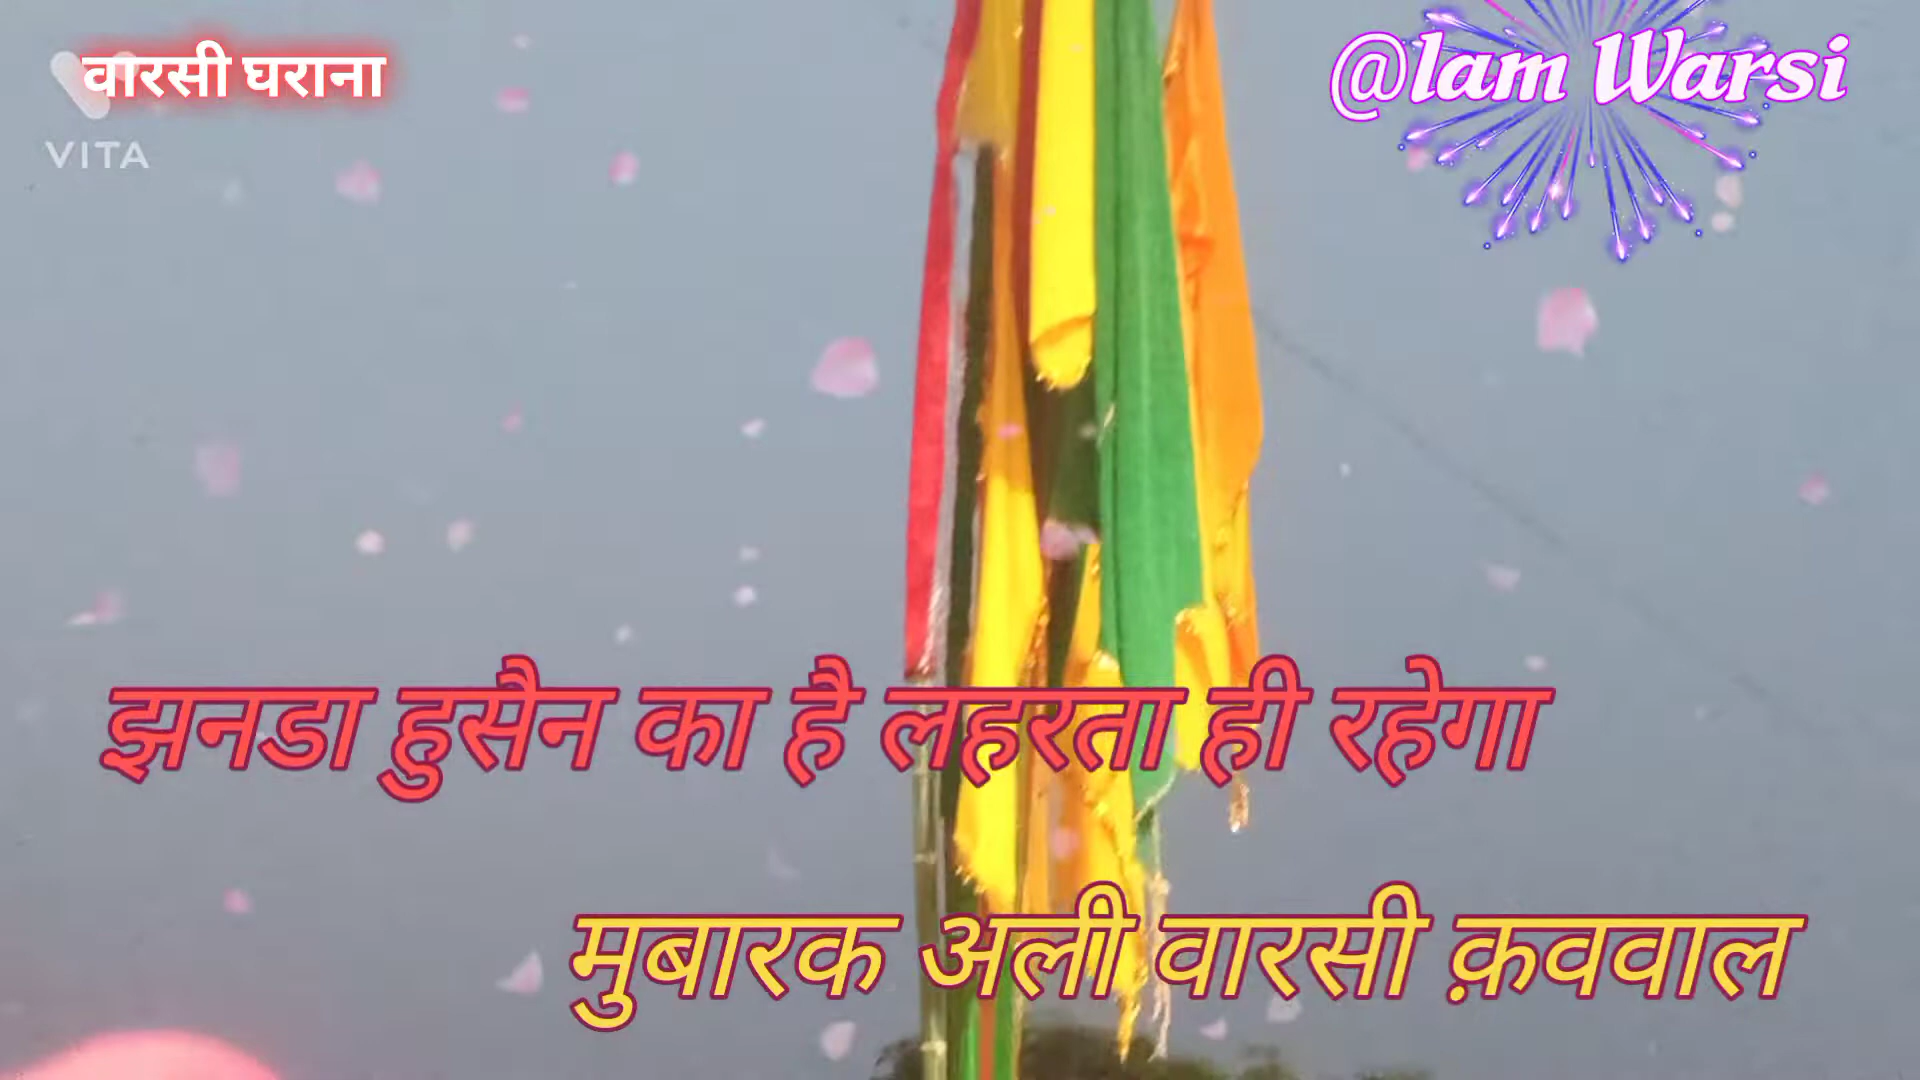 वारसी घराना
@lam Warsi
VITA
झनडा हुसैन का है लहरता ही रहेगा
मुबारक अली वारसी क़ववाल